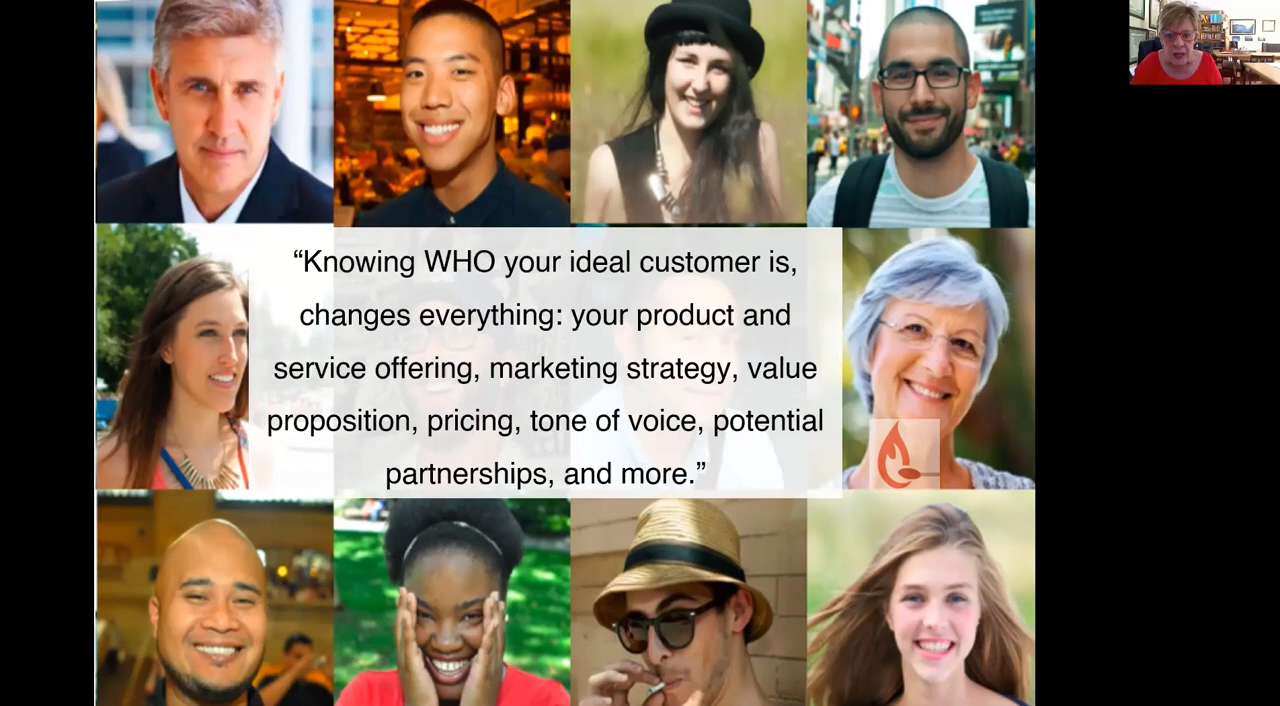 “Knowing WHO your ideal customer is,
changes everything: your product and
service offering, marketing strategy, value
proposition, pricing, tone of voice, potential
partnerships, and more.”